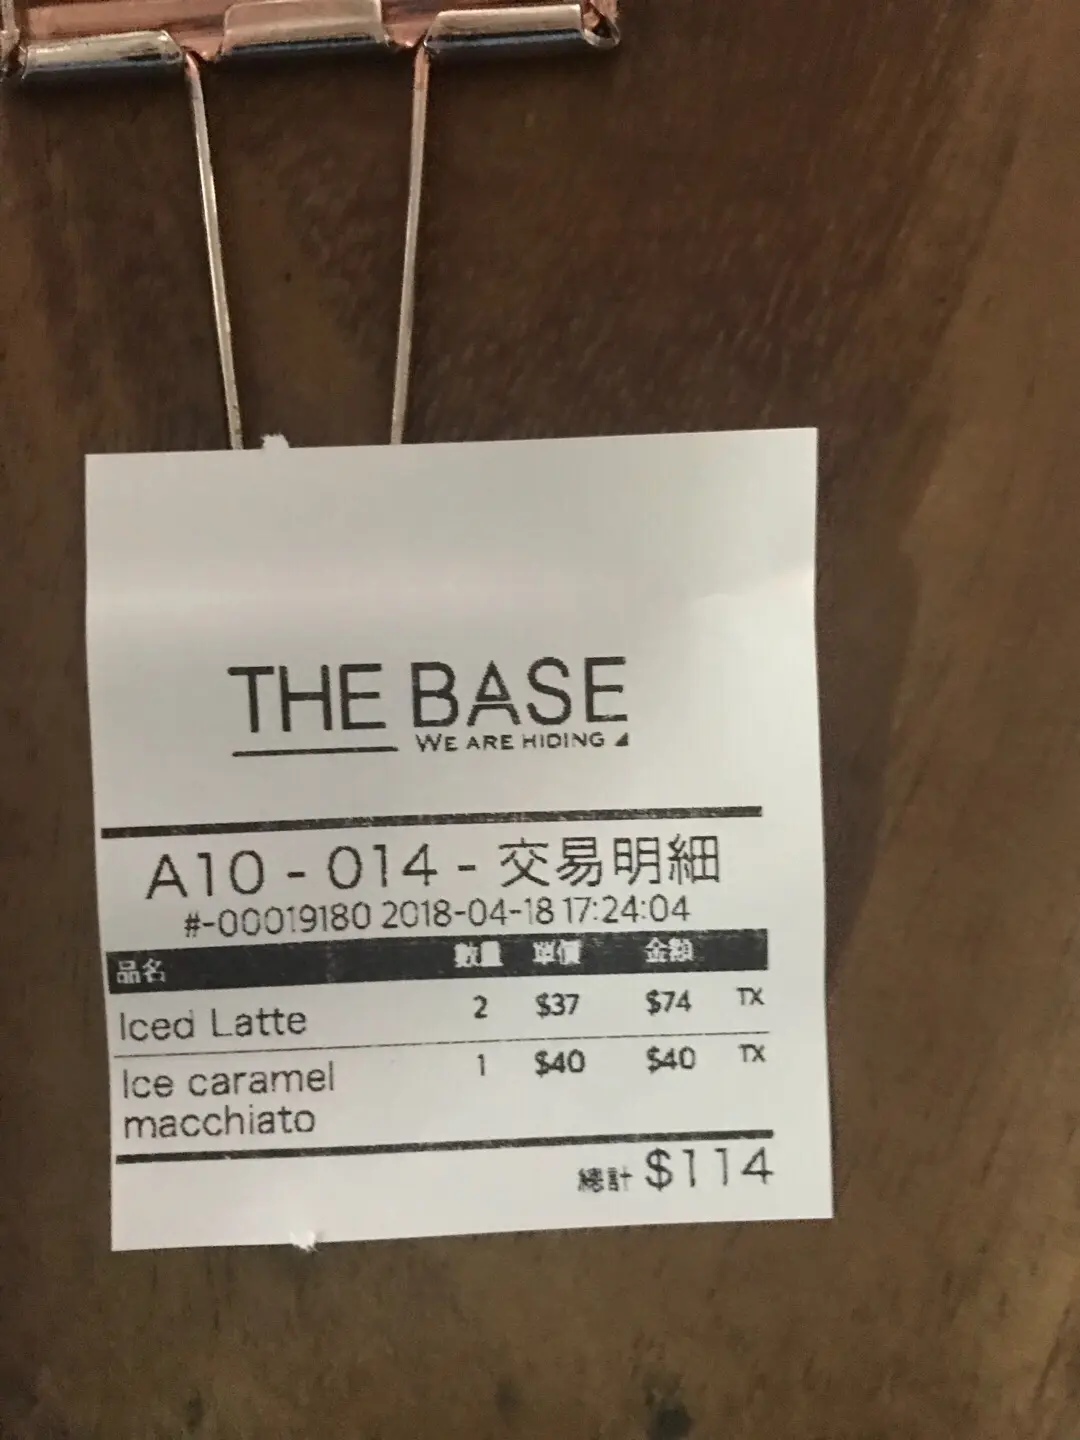 THE BASE
WE ARE HIDING
A10 - 014 - 交易明細
#-00019180 2018-04-18 17:24:04
品名 數量 單價 金額
Iced Latte 2 $37 $74 TX
Ice caramel 1 $40 $40 TX
macchiato
總計 $114